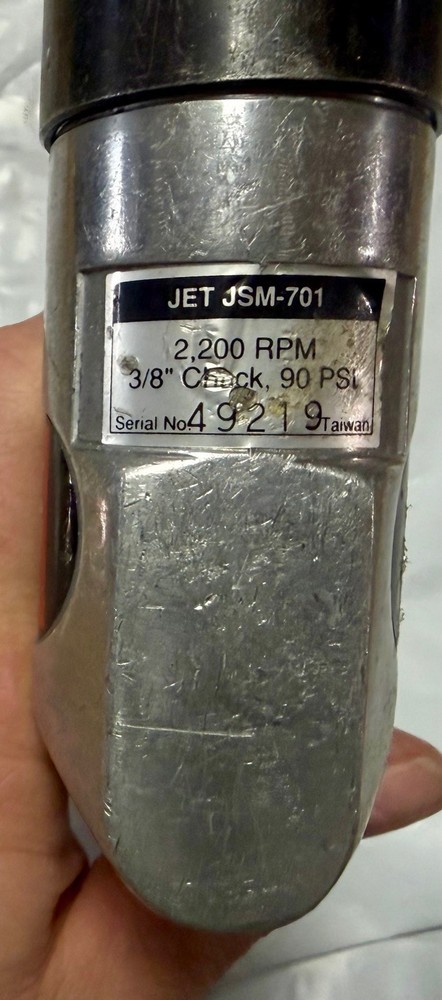 JET JSM-701
2,200 RPM
3/8" Chuck, 90 PSI
Serial No. 49219 Taiwan